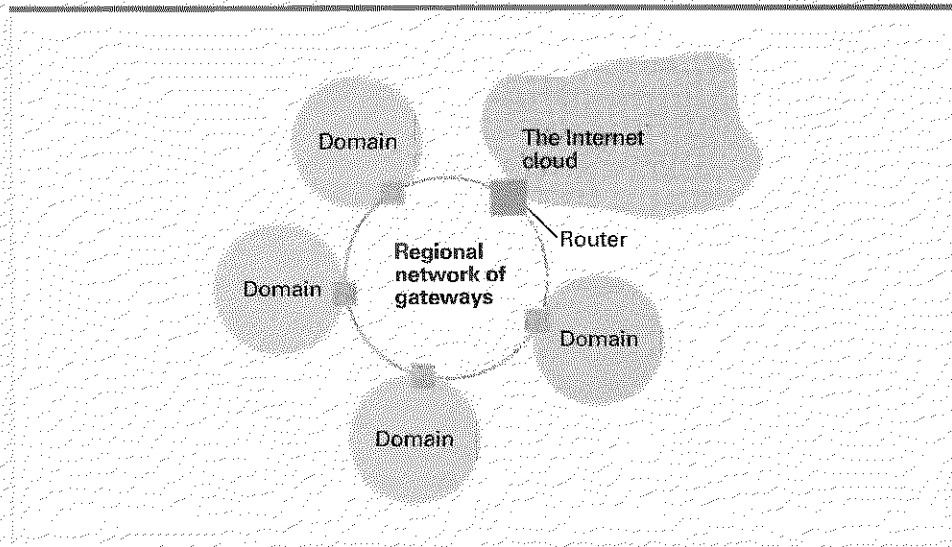 Domain
The Internet
cloud
Router
Regional
network of
gateways
Domain
Domain
Domain